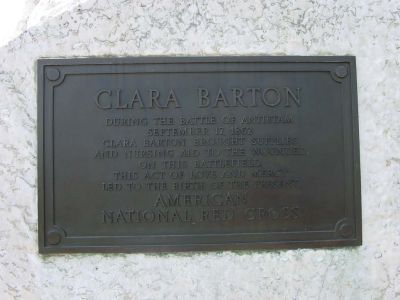 CLARA BARTON
DURING THE BATTLE OF ANTIETAM
SEPTEMBER 17, 1862
CLARA BARTON BROUGHT SUPPLIES
AND NURSING AID TO THE WOUNDED
ON THIS BATTLEFIELD.
THIS ACT OF LOVE AND MERCY
LED TO THE BIRTH OF THE PRESENT
AMERICAN
NATIONAL RED CROSS